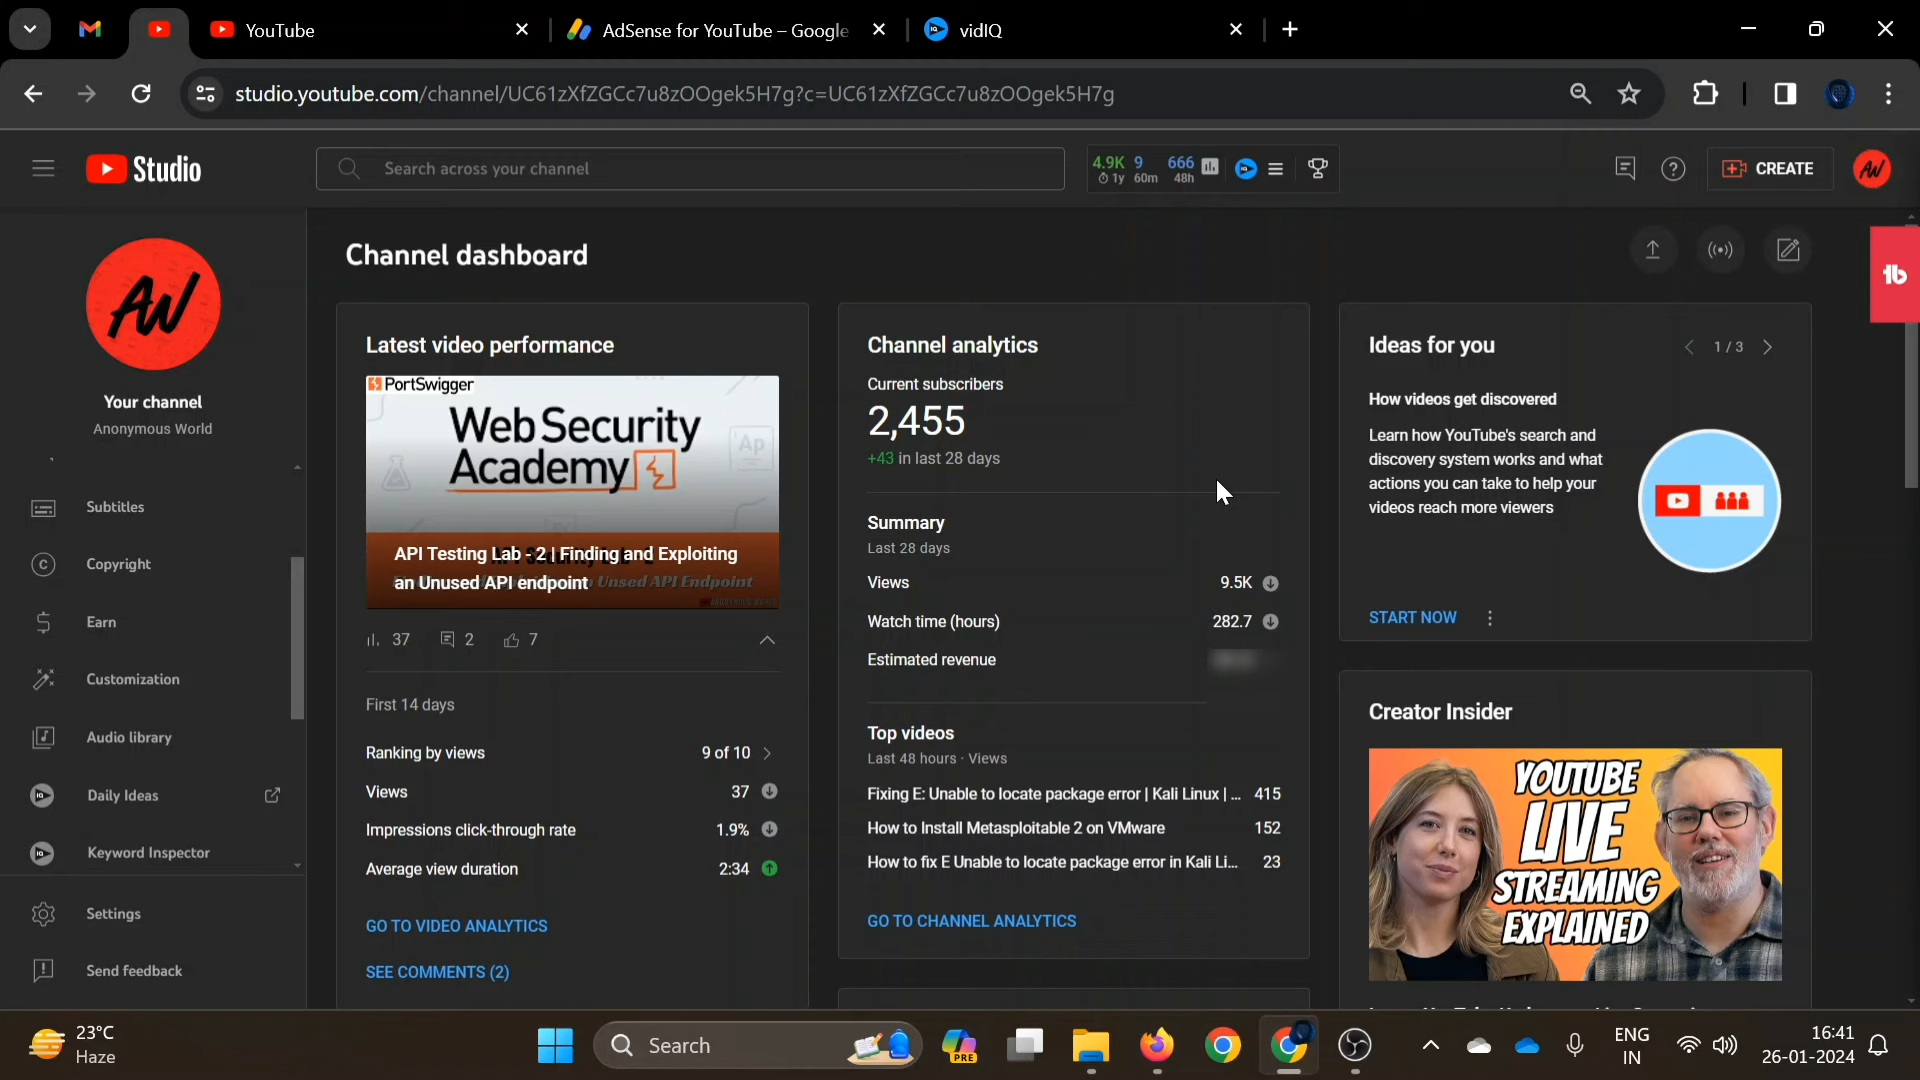 YouTube
AdSense for YouTube – Google
vidIQ
studio.youtube.com/channel/UC61zXfZGCc7u8zOOgek5H7g?c=UC61zXfZGCc7u8zOOgek5H7g
Studio
Search across your channel
4.9K 9 666
1y 60m 48h
CREATE
AW
Channel dashboard
tb
AW
Your channel
Anonymous World
Subtitles
Copyright
Earn
Customization
Audio library
Daily Ideas
Keyword Inspector
Settings
Send feedback
Latest video performance
PortSwigger
Web Security
Academy
Ap
API Testing Lab - 2 | Finding and Exploiting
an Unused API endpoint
Unsed API Endpoint
37 2 7
First 14 days
Ranking by views 9 of 10
Views 37
Impressions click-through rate 1.9%
Average view duration 2:34
GO TO VIDEO ANALYTICS
SEE COMMENTS (2)
Channel analytics
Current subscribers
2,455
+43 in last 28 days
Summary
Last 28 days
Views 9.5K
Watch time (hours) 282.7
Estimated revenue
Top videos
Last 48 hours · Views
Fixing E: Unable to locate package error | Kali Linux | ... 415
How to Install Metasploitable 2 on VMware 152
How to fix E Unable to locate package error in Kali Li... 23
GO TO CHANNEL ANALYTICS
Ideas for you
1 / 3
How videos get discovered
Learn how YouTube's search and
discovery system works and what
actions you can take to help your
videos reach more viewers
START NOW
Creator Insider
YOUTUBE
LIVE
STREAMING
EXPLAINED
23°C
Haze
Search
PRE
ENG
IN
16:41
26-01-2024